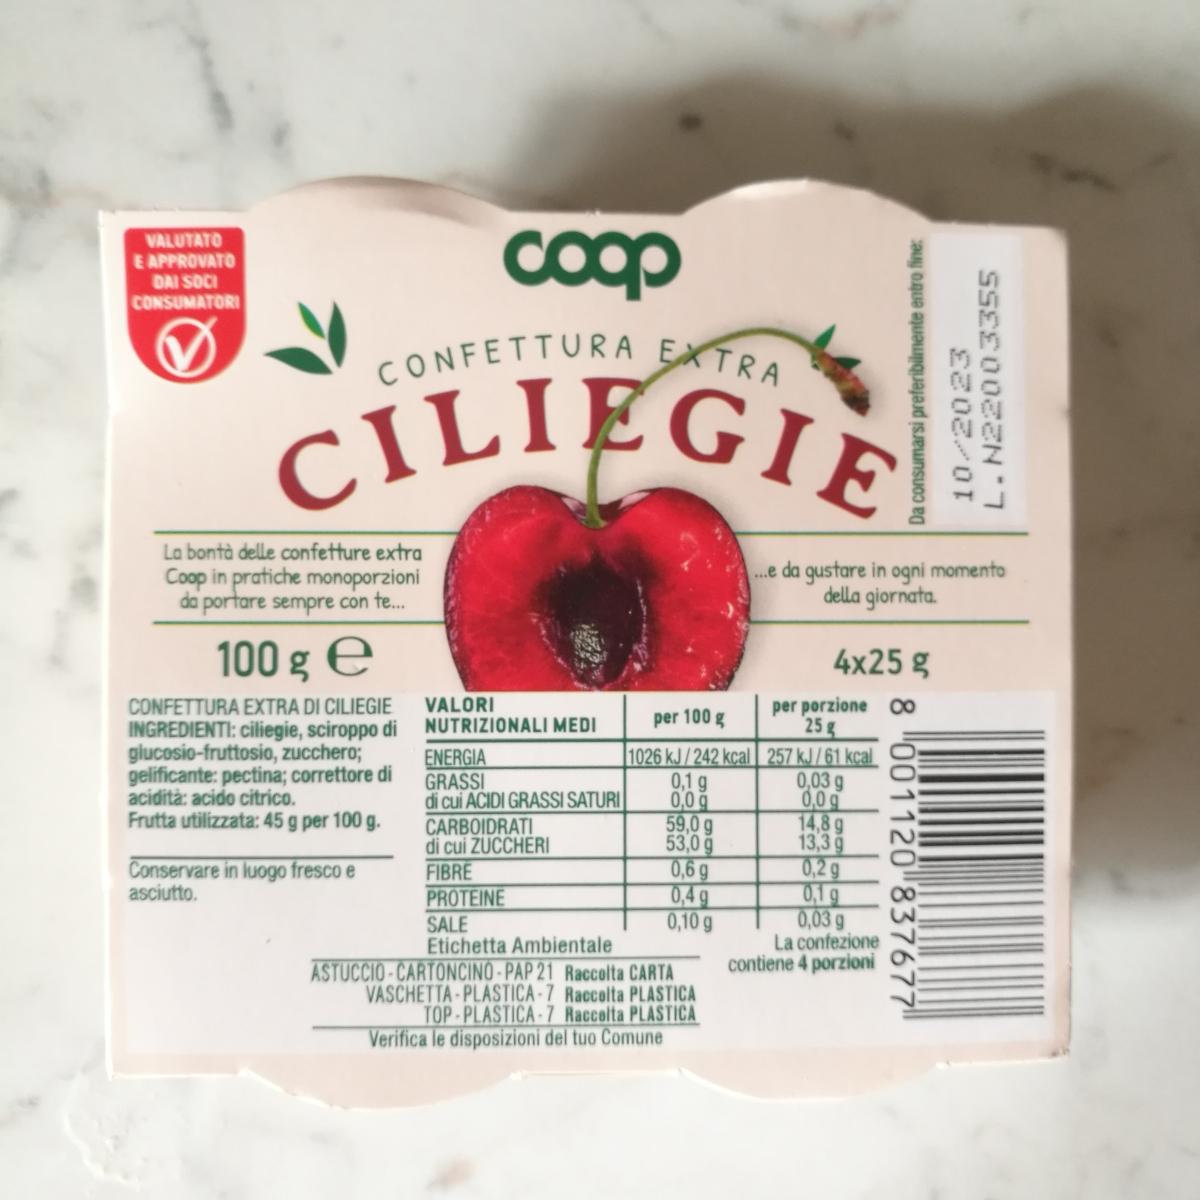 VALUTATO
E APPROVATO
DAI SOCI
CONSUMATORI
coop
CONFETTURA EXTRA
CILIEGIE
Da consumarsi preferibilmente entro fine:
10/2023
L.N22003355
La bontà delle confetture extra
Coop in pratiche monoporzioni
da portare sempre con te...
...e da gustare in ogni momento
della giornata.
100 g e
4x25 g
CONFETTURA EXTRA DI CILIEGIE
INGREDIENTI: ciliegie, sciroppo di
glucosio-fruttosio, zucchero;
gelificante: pectina; correttore di
acidità: acido citrico.
Frutta utilizzata: 45 g per 100 g.
Conservare in luogo fresco e
asciutto.
VALORI NUTRIZIONALI MEDI per 100 g per porzione 25 g
ENERGIA 1026 kJ / 242 kcal 257 kJ / 61 kcal
GRASSI 0,1 g 0,03 g
di cui ACIDI GRASSI SATURI 0,0 g 0,0 g
CARBOIDRATI 59,0 g 14,8 g
di cui ZUCCHERI 53,0 g 13,3 g
FIBRE 0,6 g 0,2 g
PROTEINE 0,4 g 0,1 g
SALE 0,10 g 0,03 g
La confezione
contiene 4 porzioni
Etichetta Ambientale
ASTUCCIO - CARTONCINO - PAP 21 Raccolta CARTA
VASCHETTA - PLASTICA - 7 Raccolta PLASTICA
TOP - PLASTICA - 7 Raccolta PLASTICA
Verifica le disposizioni del tuo Comune
8 001120 837677